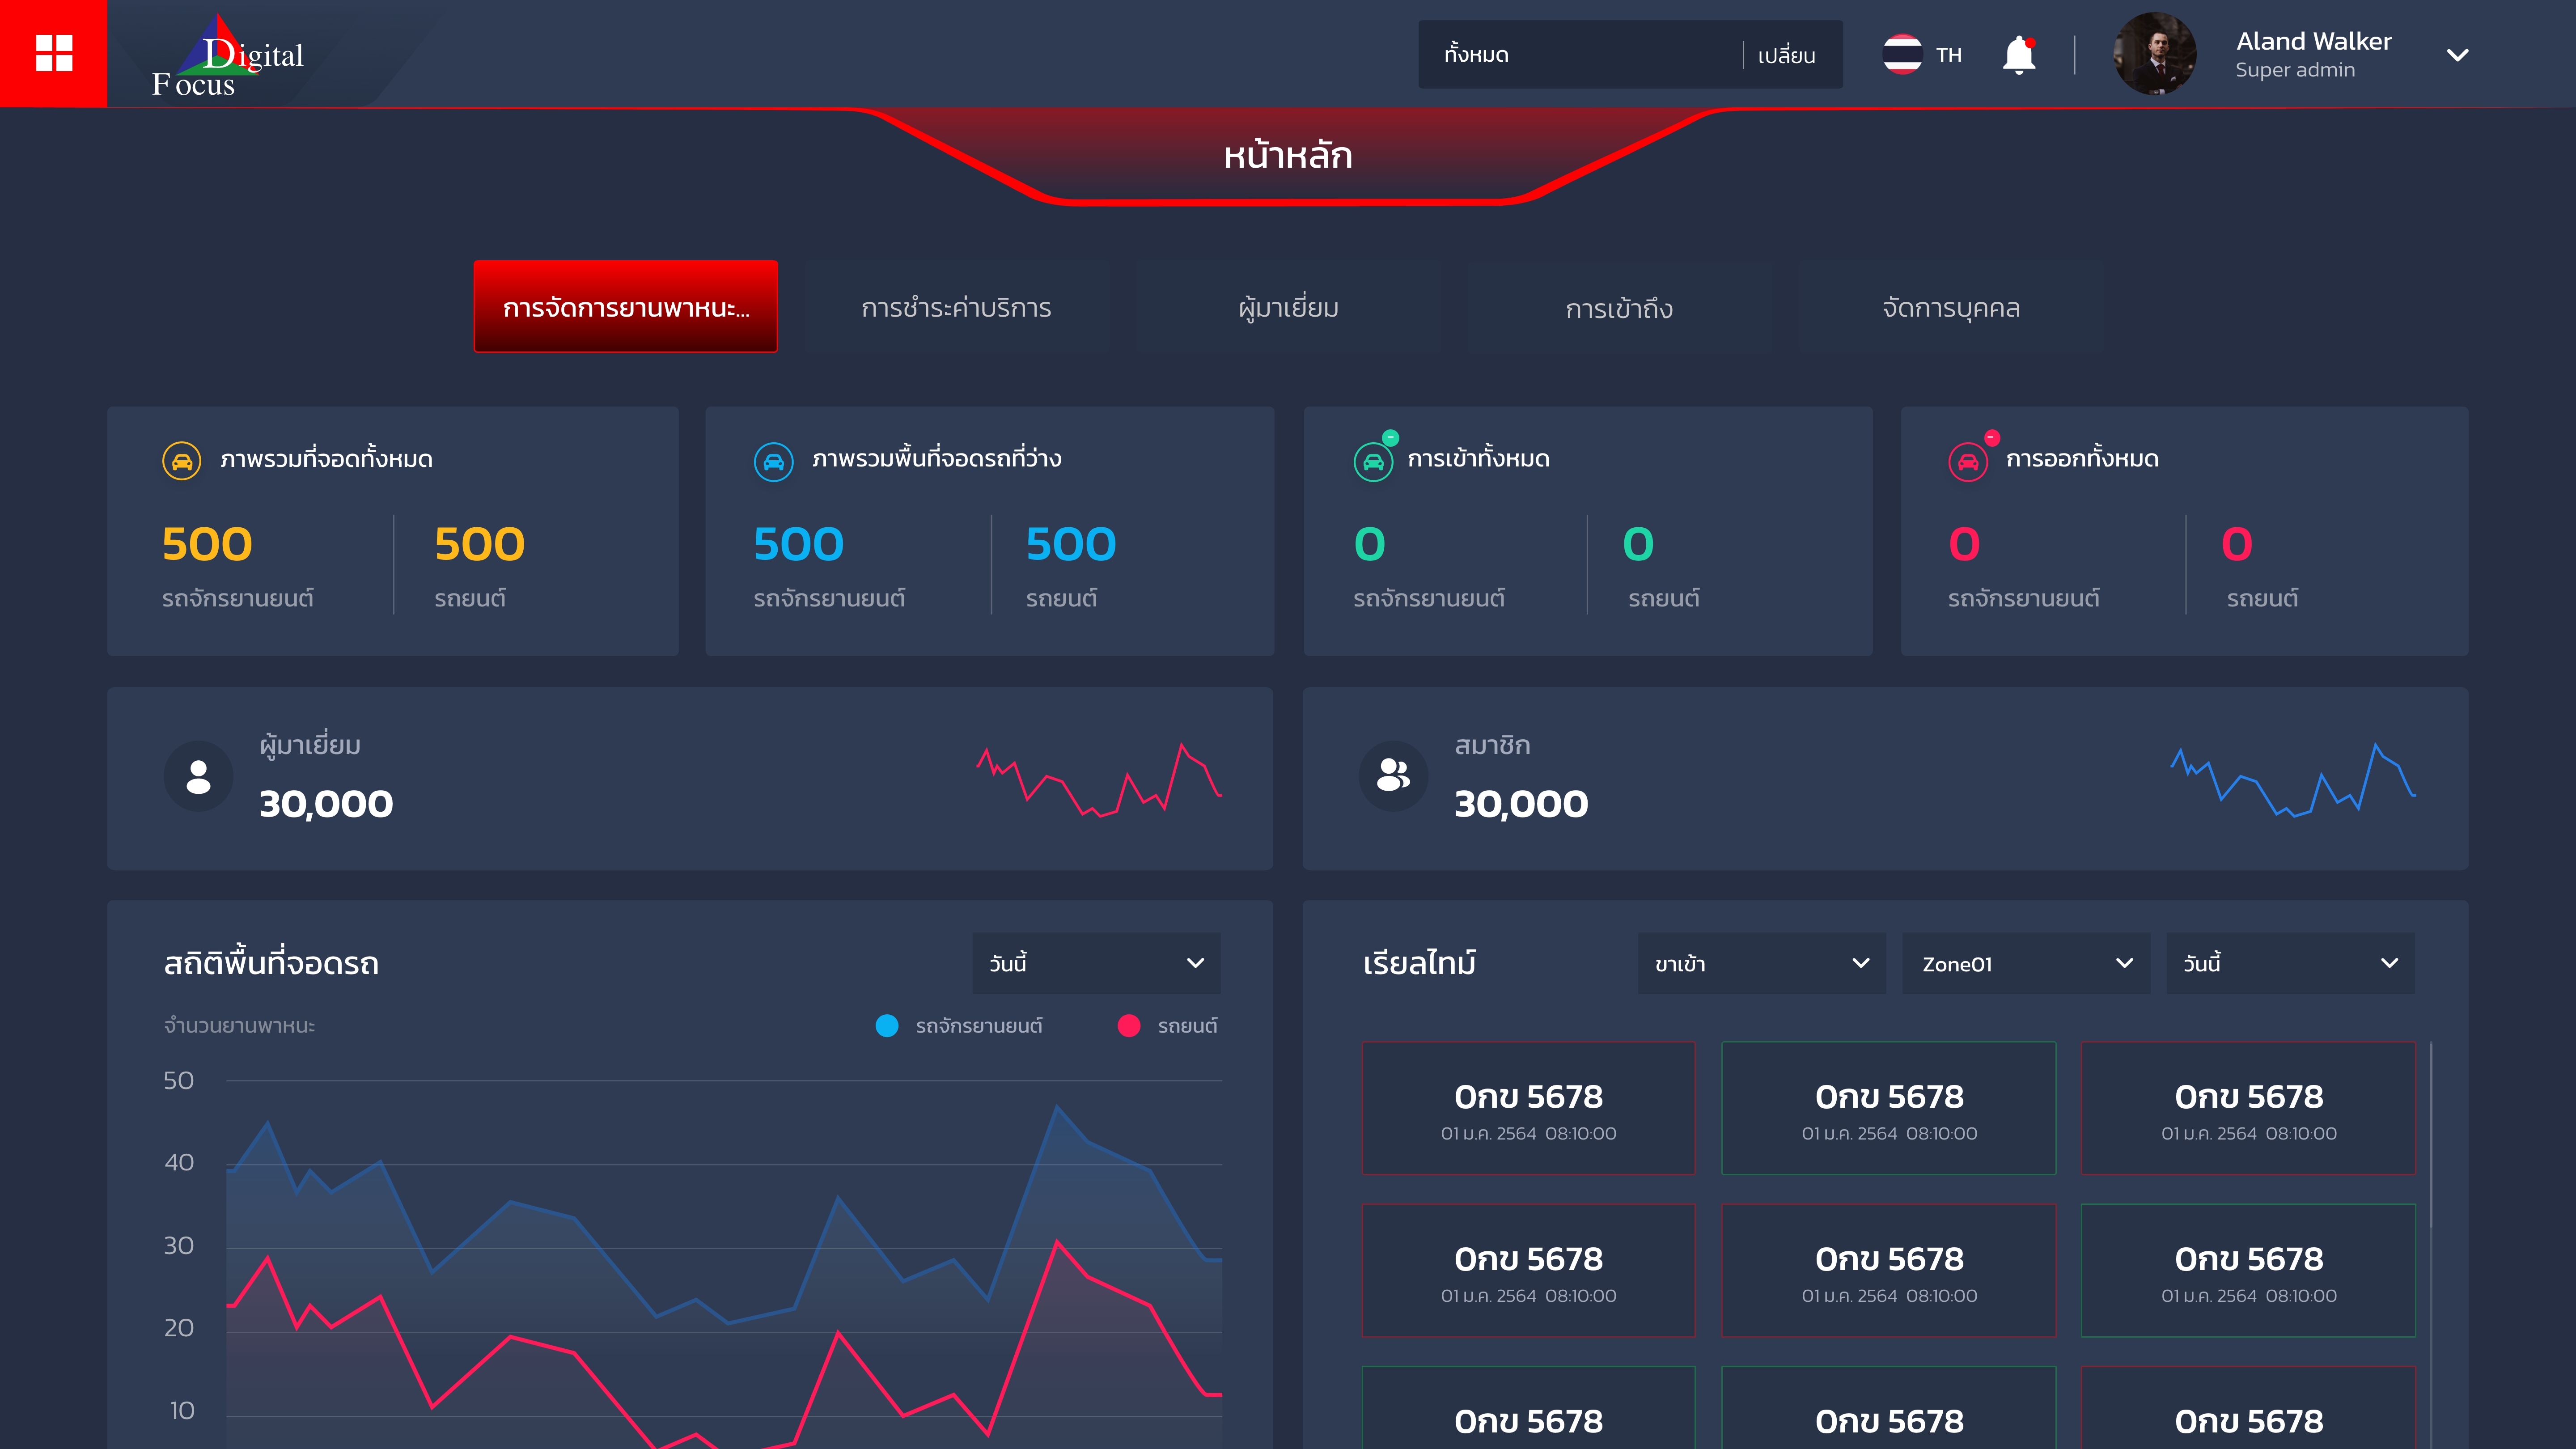 Digital
Focus
ทั้งหมด
เปลี่ยน
TH
Aland Walker
Super admin
หน้าหลัก
การจัดการยานพาหนะ...
การชำระค่าบริการ
ผู้มาเยี่ยม
การเข้าถึง
จัดการบุคคล
ภาพรวมที่จอดทั้งหมด
500
500
รถจักรยานยนต์
รถยนต์
ภาพรวมพื้นที่จอดรถที่ว่าง
500
500
รถจักรยานยนต์
รถยนต์
การเข้าทั้งหมด
0
0
รถจักรยานยนต์
รถยนต์
การออกทั้งหมด
0
0
รถจักรยานยนต์
รถยนต์
ผู้มาเยี่ยม
30,000
สมาชิก
30,000
สถิติพื้นที่จอดรถ
วันนี้
จำนวนยานพาหนะ
รถจักรยานยนต์
รถยนต์
50
40
30
20
10
เรียลไทม์
ขาเข้า
Zone01
วันนี้
0กข 5678
01 ม.ค. 2564 08:10:00
0กข 5678
01 ม.ค. 2564 08:10:00
0กข 5678
01 ม.ค. 2564 08:10:00
0กข 5678
01 ม.ค. 2564 08:10:00
0กข 5678
01 ม.ค. 2564 08:10:00
0กข 5678
01 ม.ค. 2564 08:10:00
0กข 5678
0กข 5678
0กข 5678